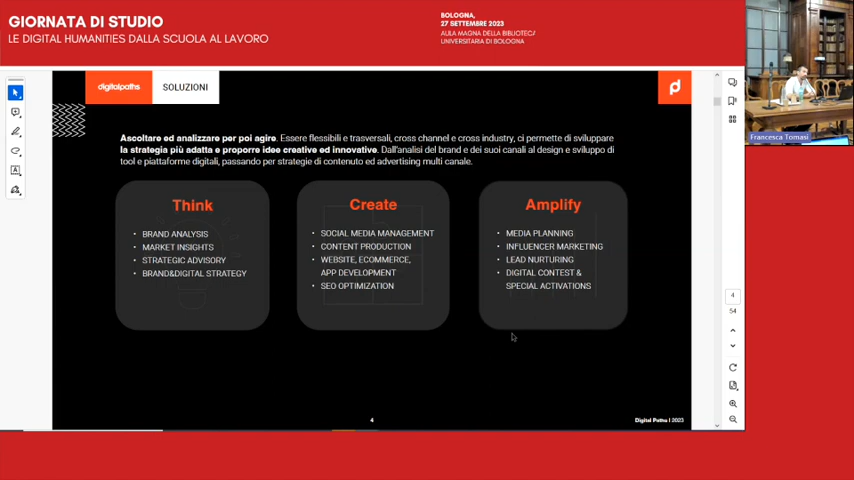 GIORNATA DI STUDIO
LE DIGITAL HUMANITIES DALLA SCUOLA AL LAVORO
BOLOGNA,
27 SETTEMBRE 2023
AULA MAGNA DELLA BIBLIOTECA
UNIVERSITARIA DI BOLOGNA
digitalpaths
SOLUZIONI
Ascoltare ed analizzare per poi agire. Essere flessibili e trasversali, cross channel e cross industry, ci permette di sviluppare
la strategia più adatta e proporre idee creative ed innovative. Dall'analisi del brand e dei suoi canali al design e sviluppo di
tool e piattaforme digitali, passando per strategie di contenuto ed advertising multi canale.
Think
• BRAND ANALYSIS
• MARKET INSIGHTS
• STRATEGIC ADVISORY
• BRAND&DIGITAL STRATEGY
Create
• SOCIAL MEDIA MANAGEMENT
• CONTENT PRODUCTION
• WEBSITE, ECOMMERCE,
APP DEVELOPMENT
• SEO OPTIMIZATION
Amplify
• MEDIA PLANNING
• INFLUENCER MARKETING
• LEAD NURTURING
• DIGITAL CONTEST &
SPECIAL ACTIVATIONS
4
Digital Paths | 2023
4
54
Francesca Tomasi